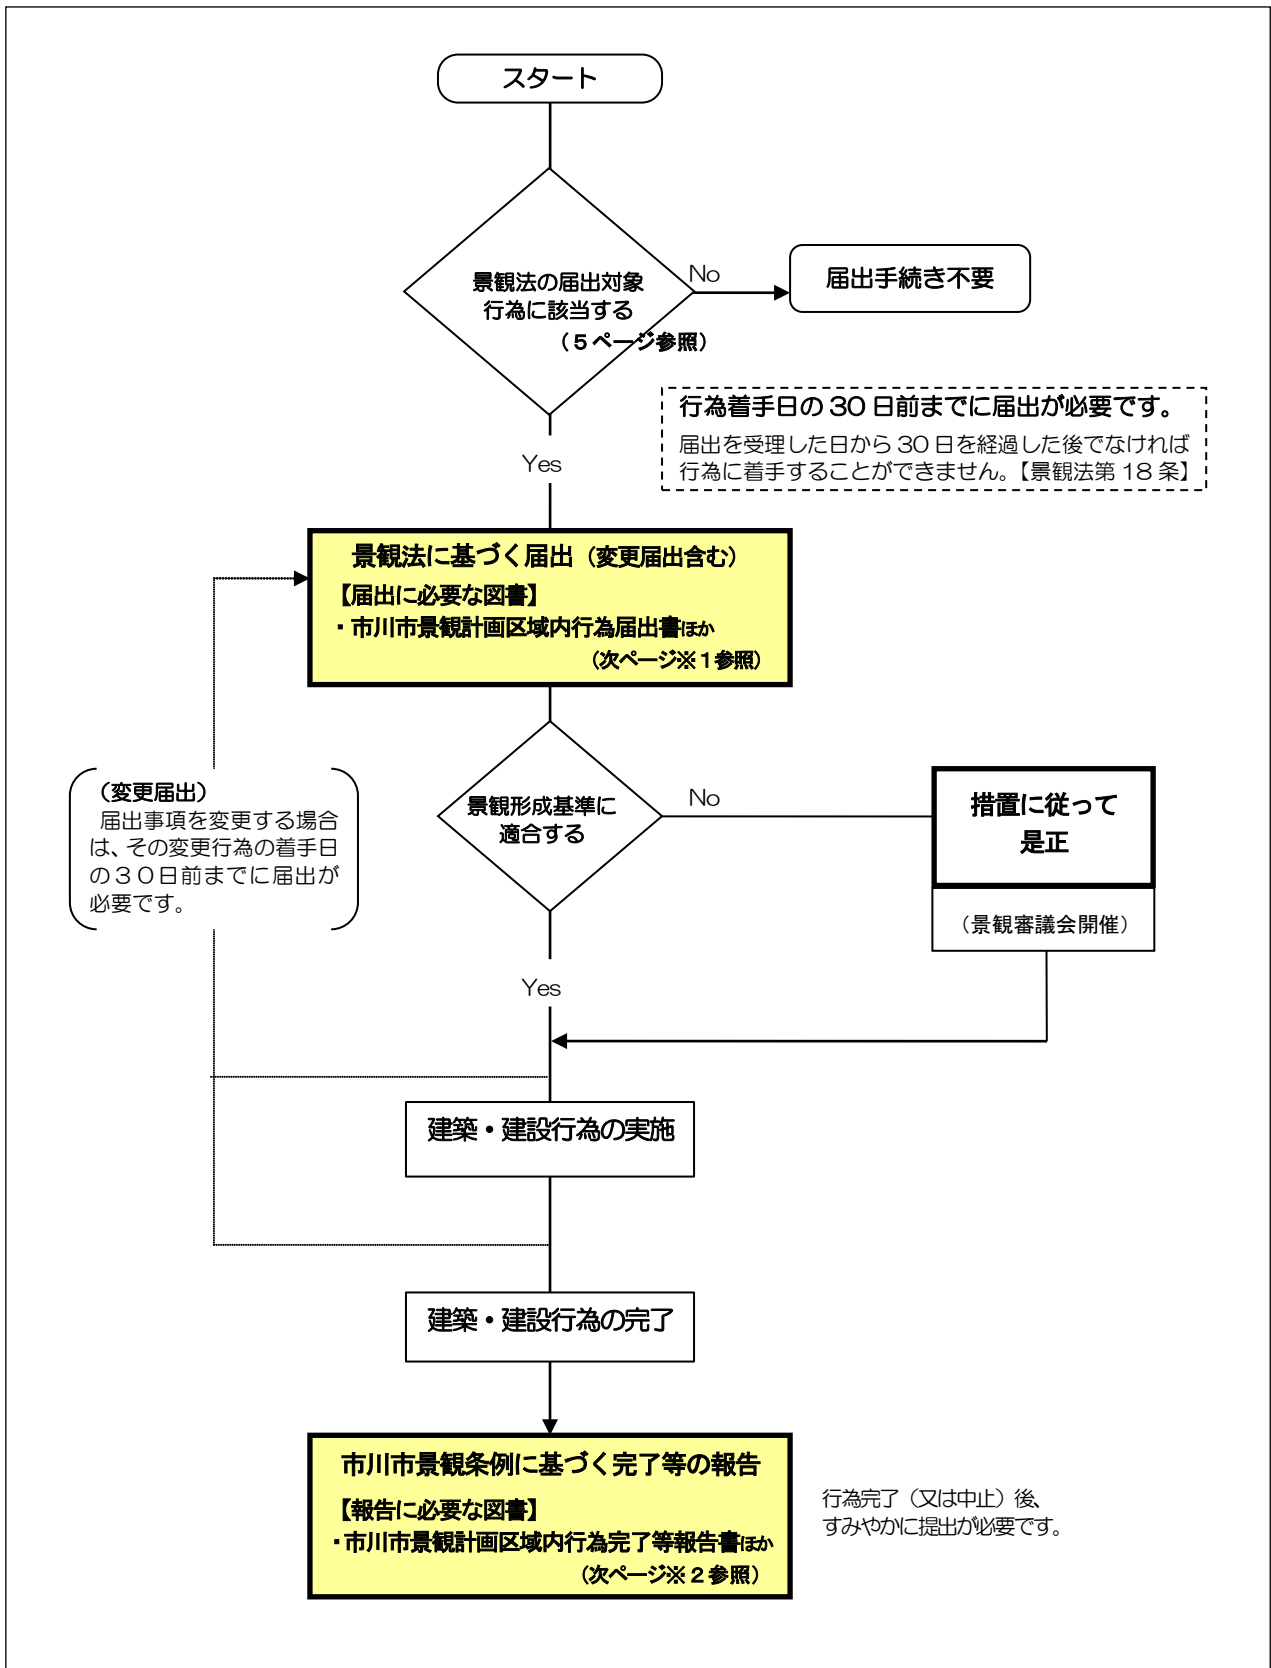 スタート
景観法の届出対象
行為に該当する
（５ページ参照）
No
届出手続き不要
行為着手日の 30 日前までに届出が必要です。
届出を受理した日から 30 日を経過した後でなければ
行為に着手することができません。【景観法第 18 条】
Yes
景観法に基づく届出（変更届出含む）
【届出に必要な図書】
・市川市景観計画区域内行為届出書ほか
（次ページ※１参照）
（変更届出）
届出事項を変更する場合
は、その変更行為の着手日
の３０日前までに届出が
必要です。
景観形成基準に
適合する
No
措置に従って
是正
（景観審議会開催）
Yes
建築・建設行為の実施
建築・建設行為の完了
市川市景観条例に基づく完了等の報告
【報告に必要な図書】
・市川市景観計画区域内行為完了等報告書ほか
（次ページ※２参照）
行為完了（又は中止）後、
すみやかに提出が必要です。